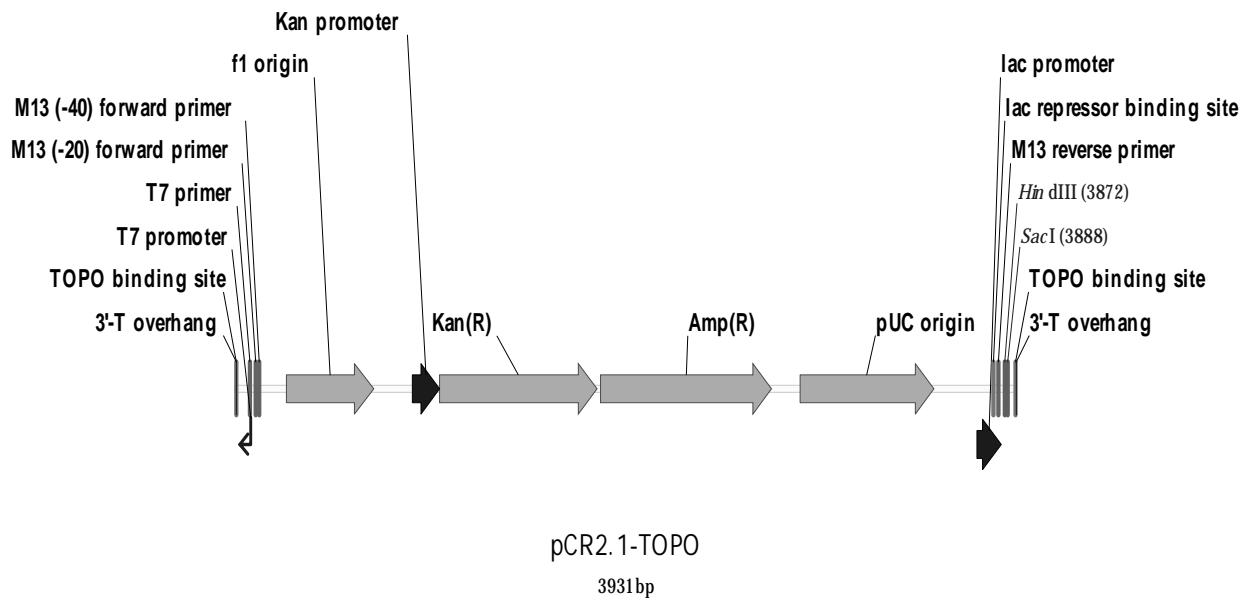 Kan promoter
f1 origin
lac promoter
M13 (-40) forward primer
lac repressor binding site
M13 (-20) forward primer
M13 reverse primer
T7 primer
Hin dIII (3872)
T7 promoter
SacI (3888)
TOPO binding site
TOPO binding site
3'-T overhang
Kan(R)
Amp(R)
pUC origin
3'-T overhang
pCR2.1-TOPO
3931 bp